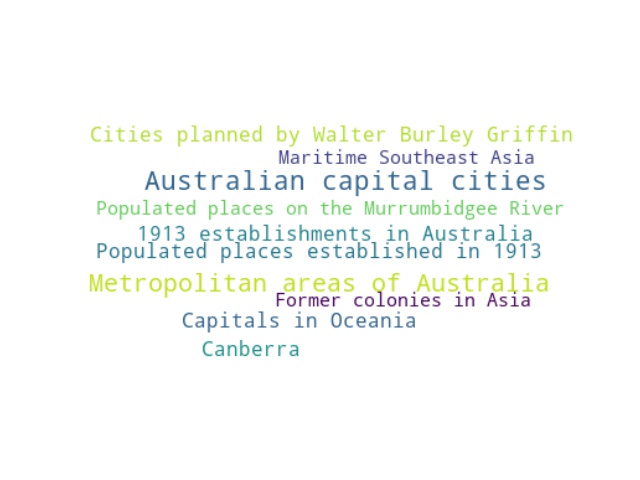 Cities planned by Walter Burley Griffin
Maritime Southeast Asia
Australian capital cities
Populated places on the Murrumbidgee River
1913 establishments in Australia
Populated places established in 1913
Metropolitan areas of Australia
Former colonies in Asia
Capitals in Oceania
Canberra